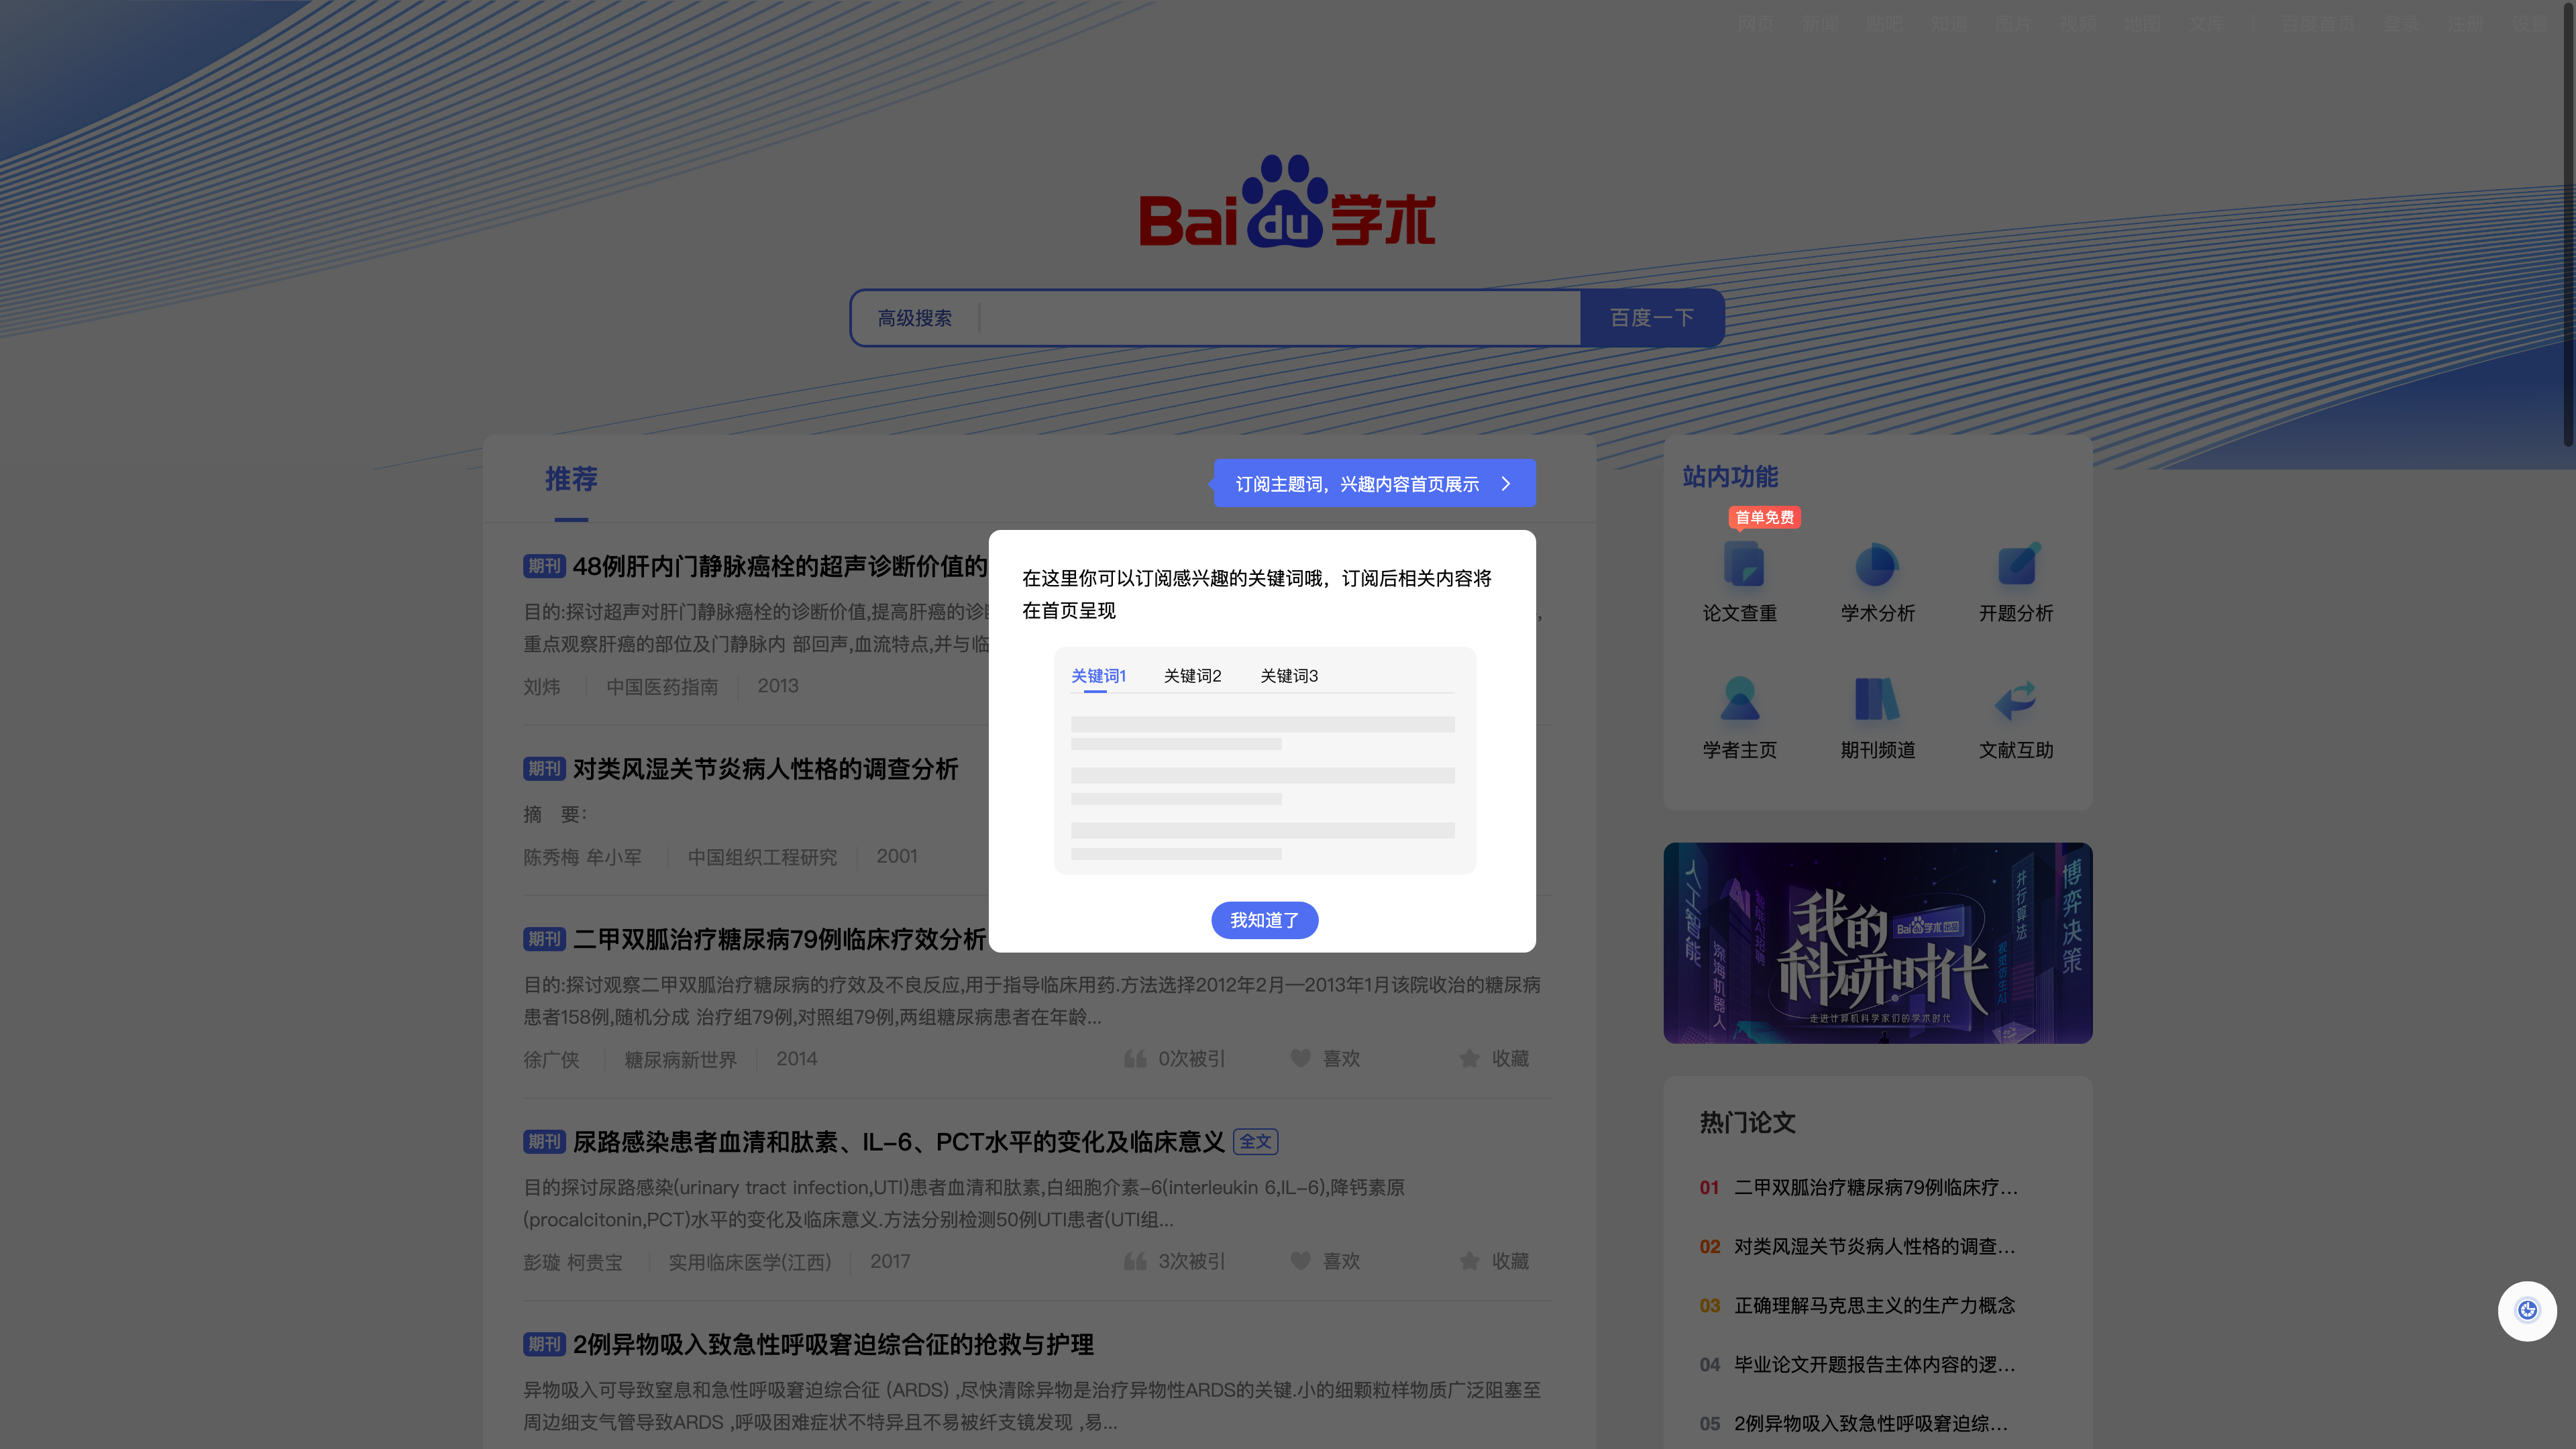 网页 新闻 贴吧 知道 图片 视频 地图 文库 | 百度首页 登录 注册 设置
Baidu学术
高级搜索
百度一下
推荐
订阅主题词，兴趣内容首页展示
期刊 48例肝内门静脉癌栓的超声诊断价值的
目的:探讨超声对肝门静脉癌栓的诊断价值,提高肝癌的诊
重点观察肝癌的部位及门静脉内 部回声,血流特点,并与临
刘炜 中国医药指南 2013
期刊 对类风湿关节炎病人性格的调查分析
摘 要:
陈秀梅 牟小军 中国组织工程研究 2001
期刊 二甲双胍治疗糖尿病79例临床疗效分析
目的:探讨观察二甲双胍治疗糖尿病的疗效及不良反应,用于指导临床用药.方法选择2012年2月—2013年1月该院收治的糖尿病
患者158例,随机分成 治疗组79例,对照组79例,两组糖尿病患者在年龄...
徐广侠 糖尿病新世界 2014 0次被引 喜欢 收藏
期刊 尿路感染患者血清和肽素、IL-6、PCT水平的变化及临床意义 全文
目的探讨尿路感染(urinary tract infection,UTI)患者血清和肽素,白细胞介素-6(interleukin 6,IL-6),降钙素原
(procalcitonin,PCT)水平的变化及临床意义.方法分别检测50例UTI患者(UTI组...
彭璇 柯贵宝 实用临床医学(江西) 2017 3次被引 喜欢 收藏
期刊 2例异物吸入致急性呼吸窘迫综合征的抢救与护理
异物吸入可导致窒息和急性呼吸窘迫综合征 (ARDS) ,尽快清除异物是治疗异物性ARDS的关键.小的细颗粒样物质广泛阻塞至
周边细支气管导致ARDS ,呼吸困难症状不特异且不易被纤支镜发现 ,易...
在这里你可以订阅感兴趣的关键词哦，订阅后相关内容将
在首页呈现
关键词1 关键词2 关键词3
我知道了
站内功能
首单免费
论文查重 学术分析 开题分析
学者主页 期刊频道 文献互助
人工智能
智能AI招聘
深海机器人
我的
科研时代
Baidu学术 出品
走进计算机科学家们的学术时代
并行算法
视觉仿生AI
博弈决策
热门论文
01 二甲双胍治疗糖尿病79例临床疗...
02 对类风湿关节炎病人性格的调查...
03 正确理解马克思主义的生产力概念
04 毕业论文开题报告主体内容的逻...
05 2例异物吸入致急性呼吸窘迫综...